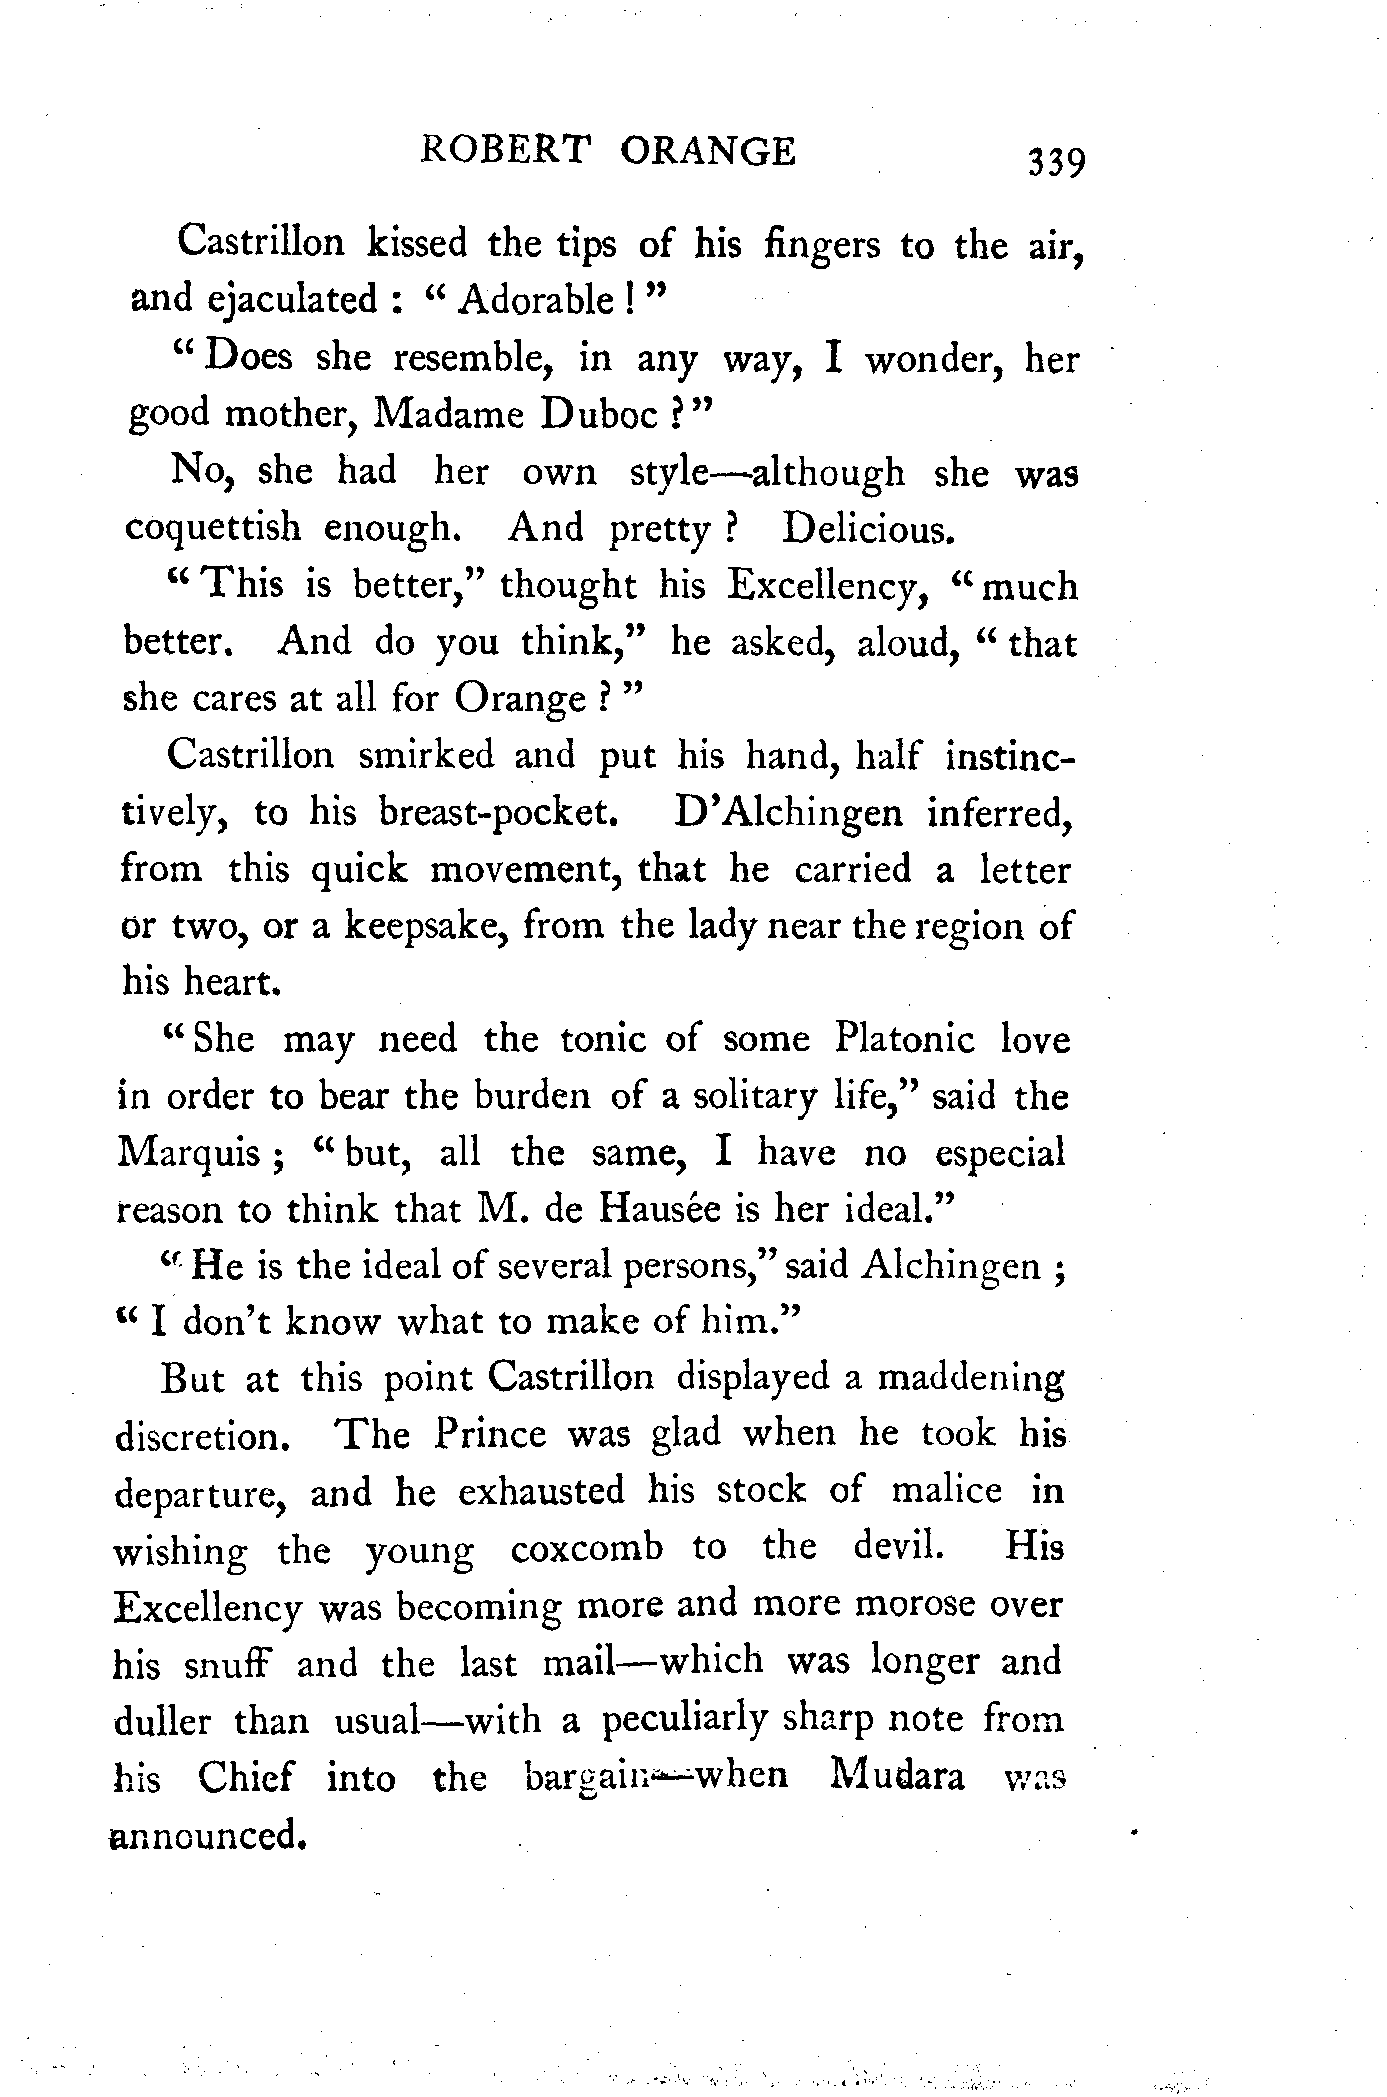 ROBERT ORANGE 339
Castrillon kissed the tips of his fingers to the air,
and ejaculated : “ Adorable ! ”
“ Does she resemble, in any way, I wonder, her
good mother, Madame Duboc ? ”
No, she had her own style—although she was
coquettish enough. And pretty ? Delicious.
“ This is better,” thought his Excellency, “ much
better. And do you think,” he asked, aloud, “ that
she cares at all for Orange ? ”
Castrillon smirked and put his hand, half instinc-
tively, to his breast-pocket. D’Alchingen inferred,
from this quick movement, that he carried a letter
or two, or a keepsake, from the lady near the region of
his heart.
“ She may need the tonic of some Platonic love
in order to bear the burden of a solitary life,” said the
Marquis ; “ but, all the same, I have no especial
reason to think that M. de Hausée is her ideal.”
“ He is the ideal of several persons,” said Alchingen ;
“ I don’t know what to make of him.”
But at this point Castrillon displayed a maddening
discretion. The Prince was glad when he took his
departure, and he exhausted his stock of malice in
wishing the young coxcomb to the devil. His
Excellency was becoming more and more morose over
his snuff and the last mail—which was longer and
duller than usual—with a peculiarly sharp note from
his Chief into the bargain—when Mudara was
announced.